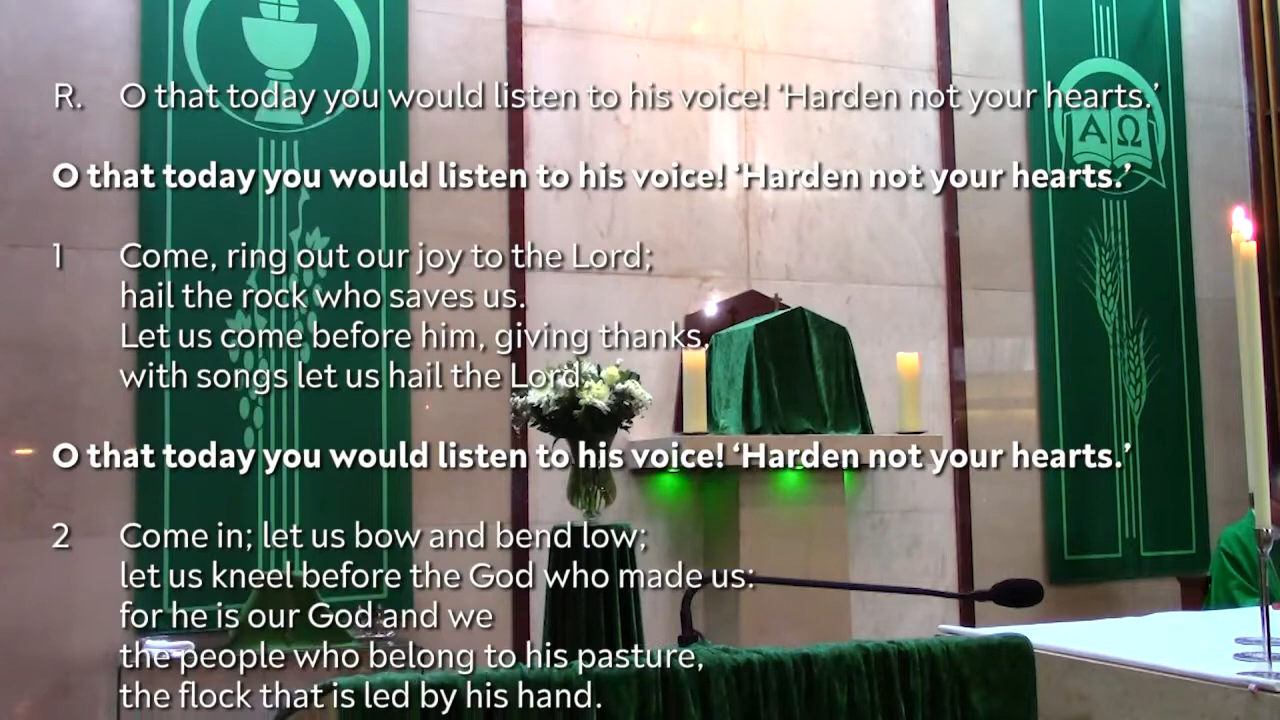 R. O that today you would listen to his voice! ‘Harden not your hearts.’
O that today you would listen to his voice! ‘Harden not your hearts.’
1 Come, ring out our joy to the Lord;
hail the rock who saves us.
Let us come before him, giving thanks,
with songs let us hail the Lord.
O that today you would listen to his voice! ‘Harden not your hearts.’
2 Come in; let us bow and bend low;
let us kneel before the God who made us:
for he is our God and we
the people who belong to his pasture,
the flock that is led by his hand.
Α Ω